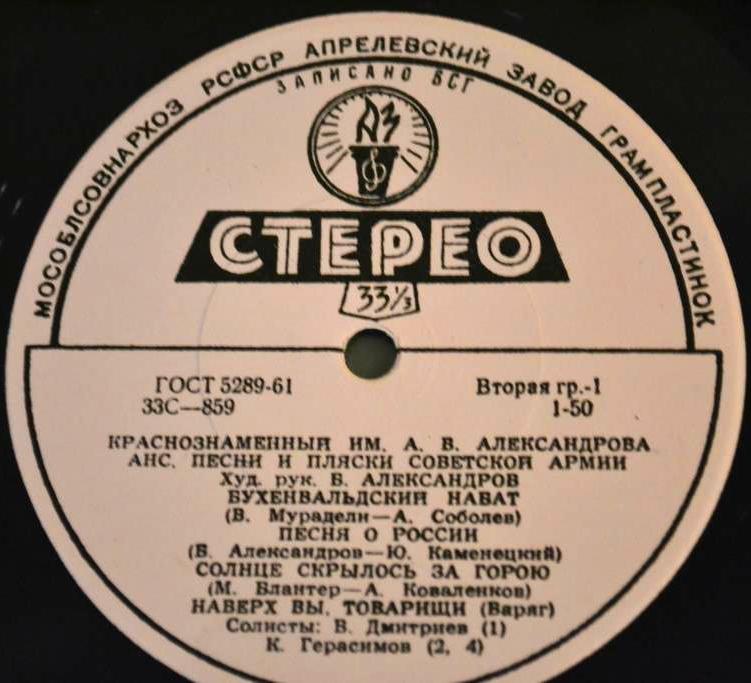 МОСОБЛСОВНАРХОЗ РСФСР АПРЕЛЕВСКИЙ ЗАВОД ГРАМПЛАСТИНОК
ЗАПИСАНО ВСГ
АЗ
СТЕРЕО
33⅓
ГОСТ 5289-61 Вторая гр.-1
33С—859 1-50
КРАСНОЗНАМЕННЫЙ ИМ. А. В. АЛЕКСАНДРОВА
АНС. ПЕСНИ И ПЛЯСКИ СОВЕТСКОЙ АРМИИ
Худ. рук. Б. АЛЕКСАНДРОВ
БУХЕНВАЛЬДСКИЙ НАБАТ
(В. Мурадели—А. Соболев)
ПЕСНЯ О РОССИИ
(Б. Александров—Ю. Каменецкий)
СОЛНЦЕ СКРЫЛОСЬ ЗА ГОРОЮ
(М. Блантер—А. Коваленков)
НАВЕРХ ВЫ, ТОВАРИЩИ (Варяг)
Солисты: В. Дмитриев (1)
К. Герасимов (2, 4)